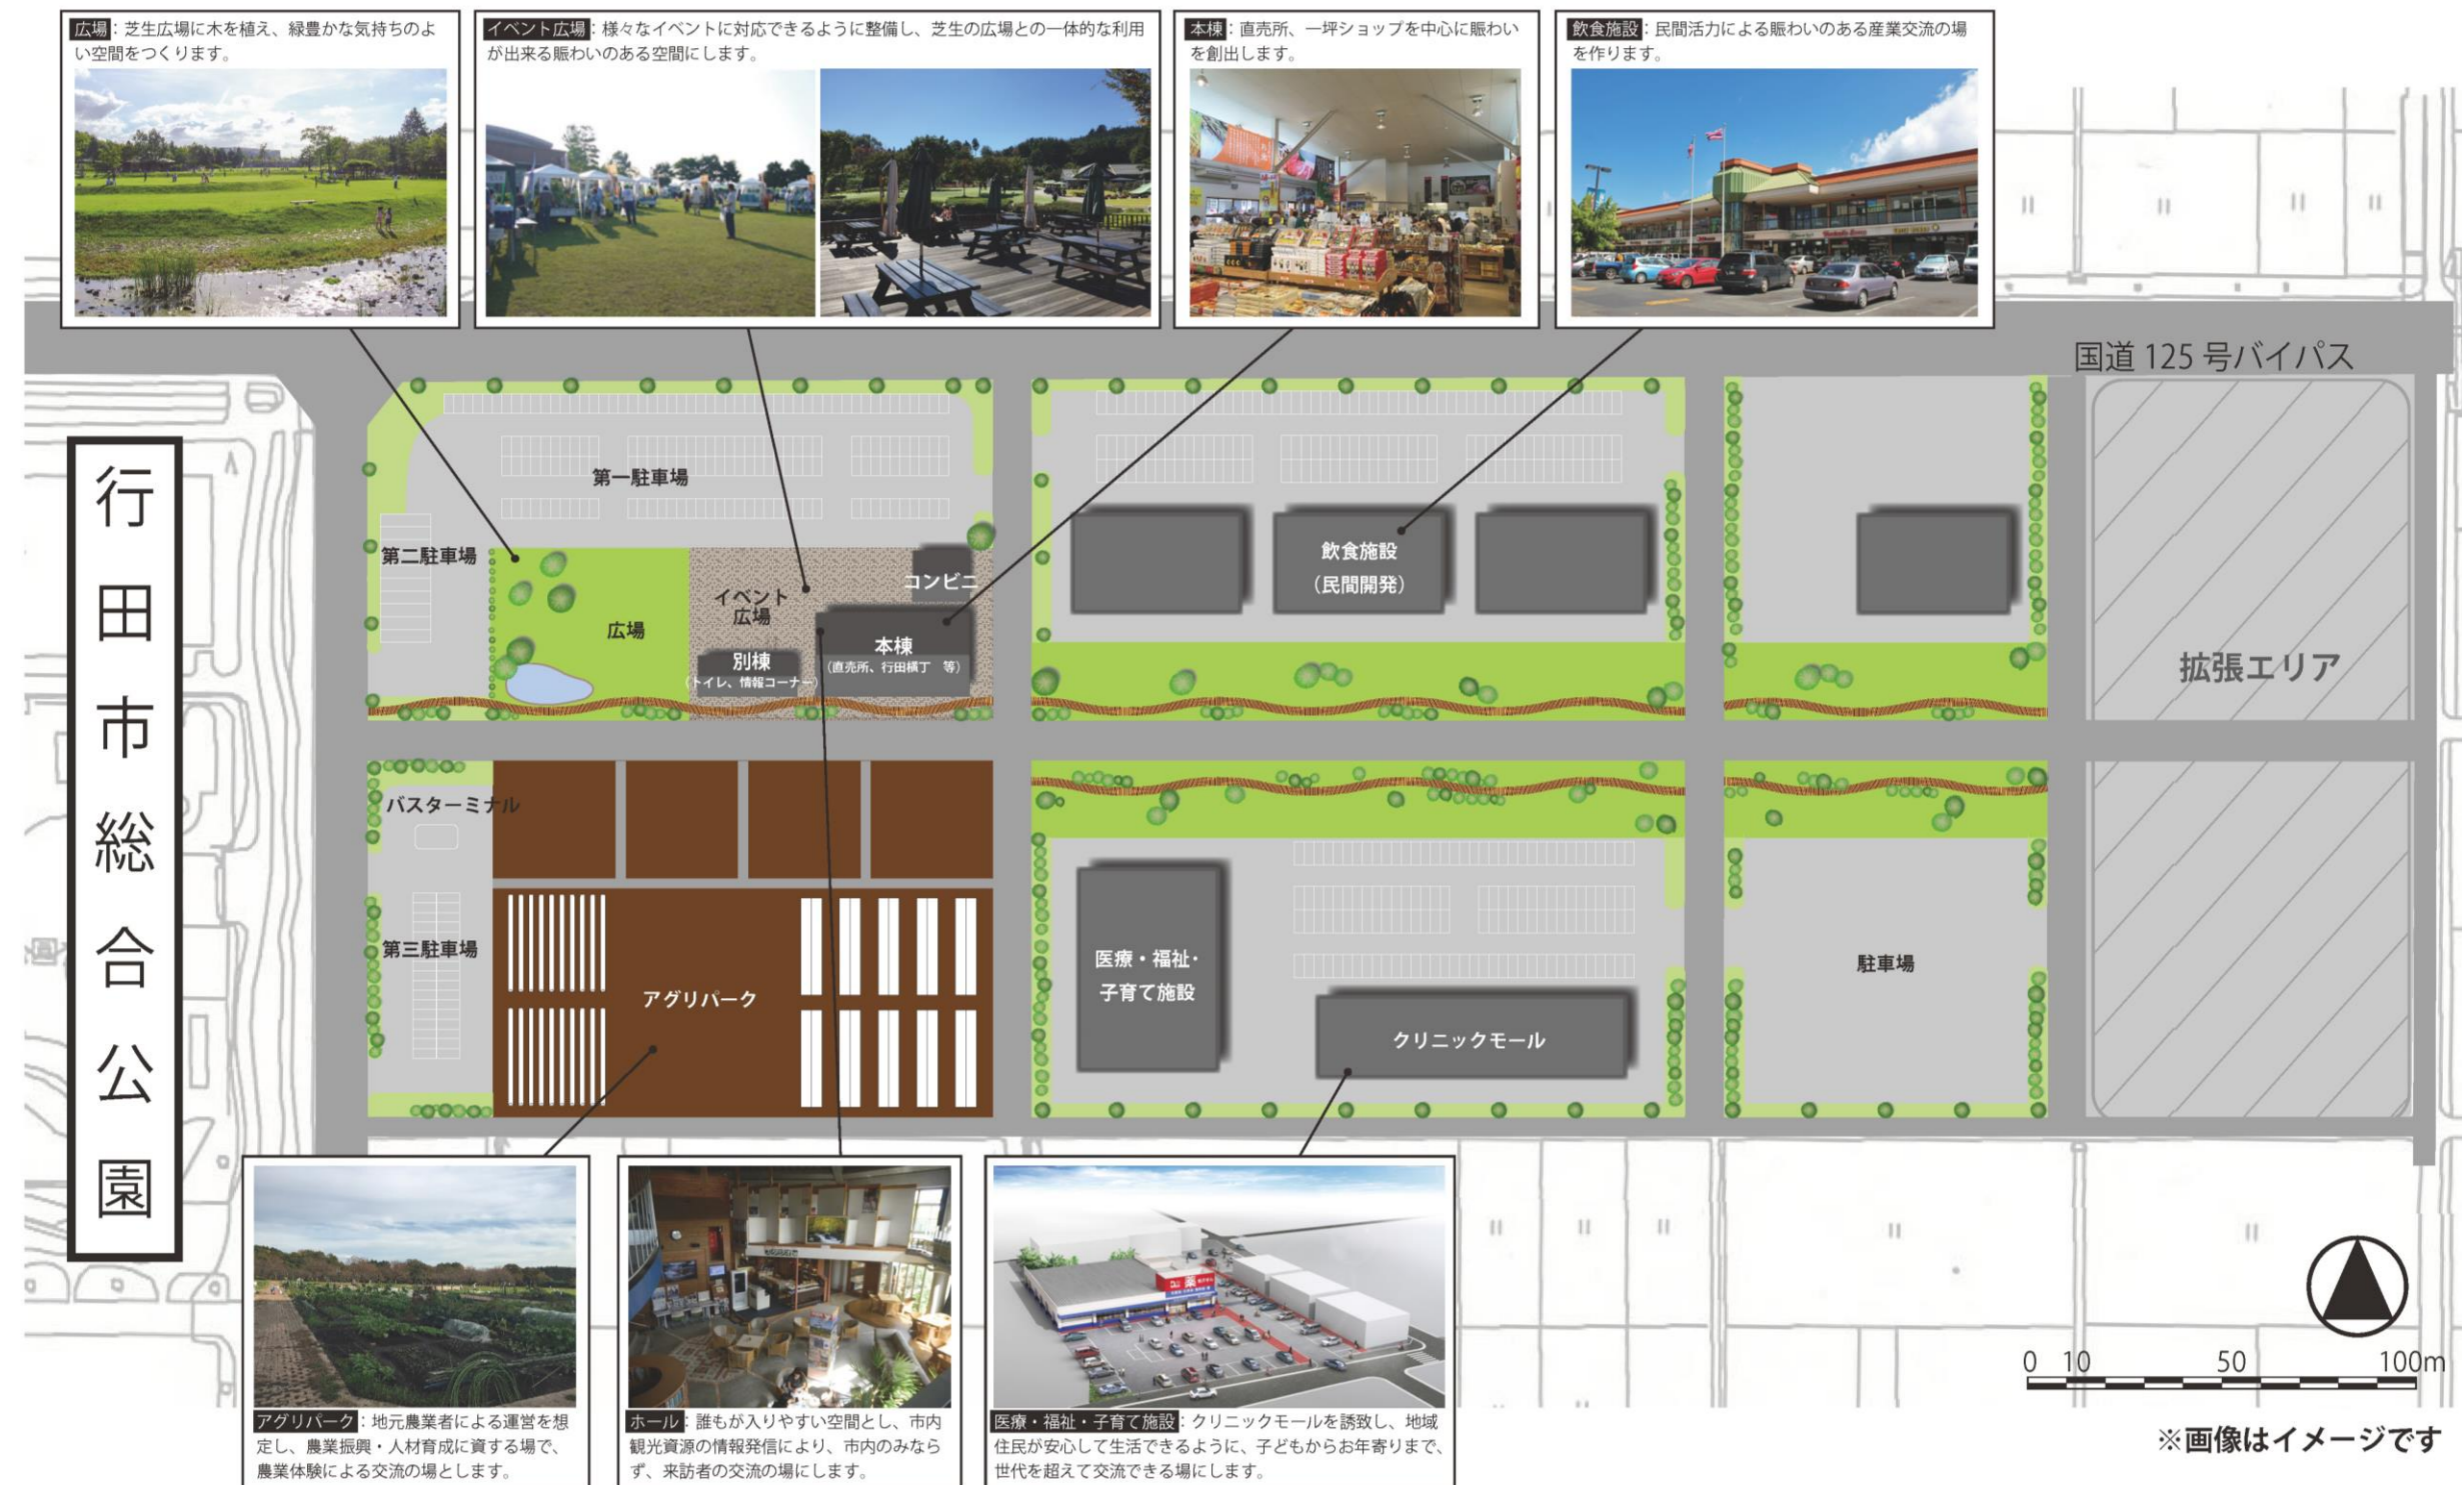 広場：芝生広場に木を植え、緑豊かな気持ちのよ
い空間をつくります。
イベント広場：様々なイベントに対応できるように整備し、芝生の広場との一体的な利用
が出来る賑わいのある空間にします。
本棟：直売所、一坪ショップを中心に賑わい
を創出します。
飲食施設：民間活力による賑わいのある産業交流の場
を作ります。
国道 125 号バイパス
行田市総合公園
第一駐車場
第二駐車場
広場
イベント
広場
コンビニ
本棟
（直売所、行田横丁　等）
別棟
（トイレ、情報コーナー）
飲食施設
（民間開発）
拡張エリア
バスターミナル
第三駐車場
アグリパーク
医療・福祉・
子育て施設
クリニックモール
駐車場
アグリパーク：地元農業者による運営を想
定し、農業振興・人材育成に資する場で、
農業体験による交流の場とします。
ホール：誰もが入りやすい空間とし、市内
観光資源の情報発信により、市内のみなら
ず、来訪者の交流の場にします。
薬
医療・福祉・子育て施設：クリニックモールを誘致し、地域
住民が安心して生活できるように、子どもからお年寄りまで、
世代を超えて交流できる場にします。
0 10 50 100m
※画像はイメージです